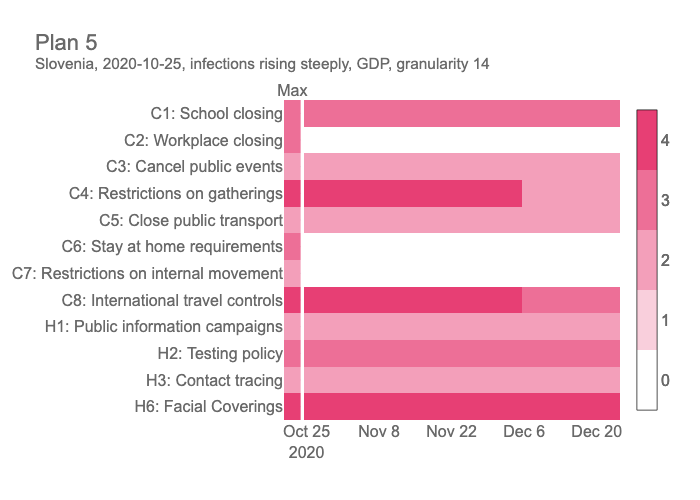 Plan 5
Slovenia, 2020-10-25, infections rising steeply, GDP, granularity 14
Max
C1: School closing
C2: Workplace closing
C3: Cancel public events
C4: Restrictions on gatherings
C5: Close public transport
C6: Stay at home requirements
C7: Restrictions on internal movement
C8: International travel controls
H1: Public information campaigns
H2: Testing policy
H3: Contact tracing
H6: Facial Coverings
4
3
2
1
0
Oct 25 Nov 8 Nov 22 Dec 6 Dec 20
2020